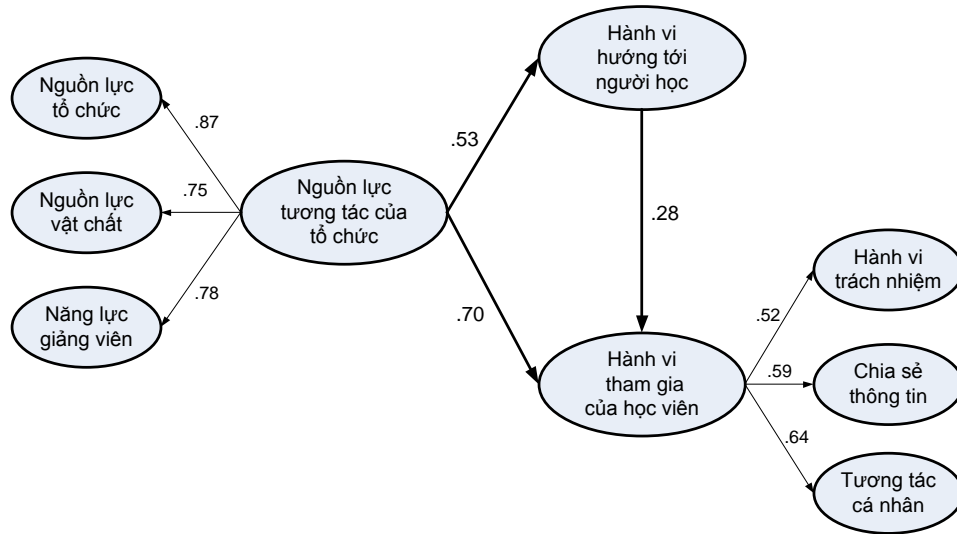 Nguồn lực
tổ chức
Nguồn lực
vật chất
Năng lực
giảng viên
.87
.75
.78
Nguồn lực
tương tác của
tổ chức
.53
.70
Hành vi
hướng tới
người học
.28
Hành vi
tham gia
của học viên
.52
.59
.64
Hành vi
trách nhiệm
Chia sẻ
thông tin
Tương tác
cá nhân